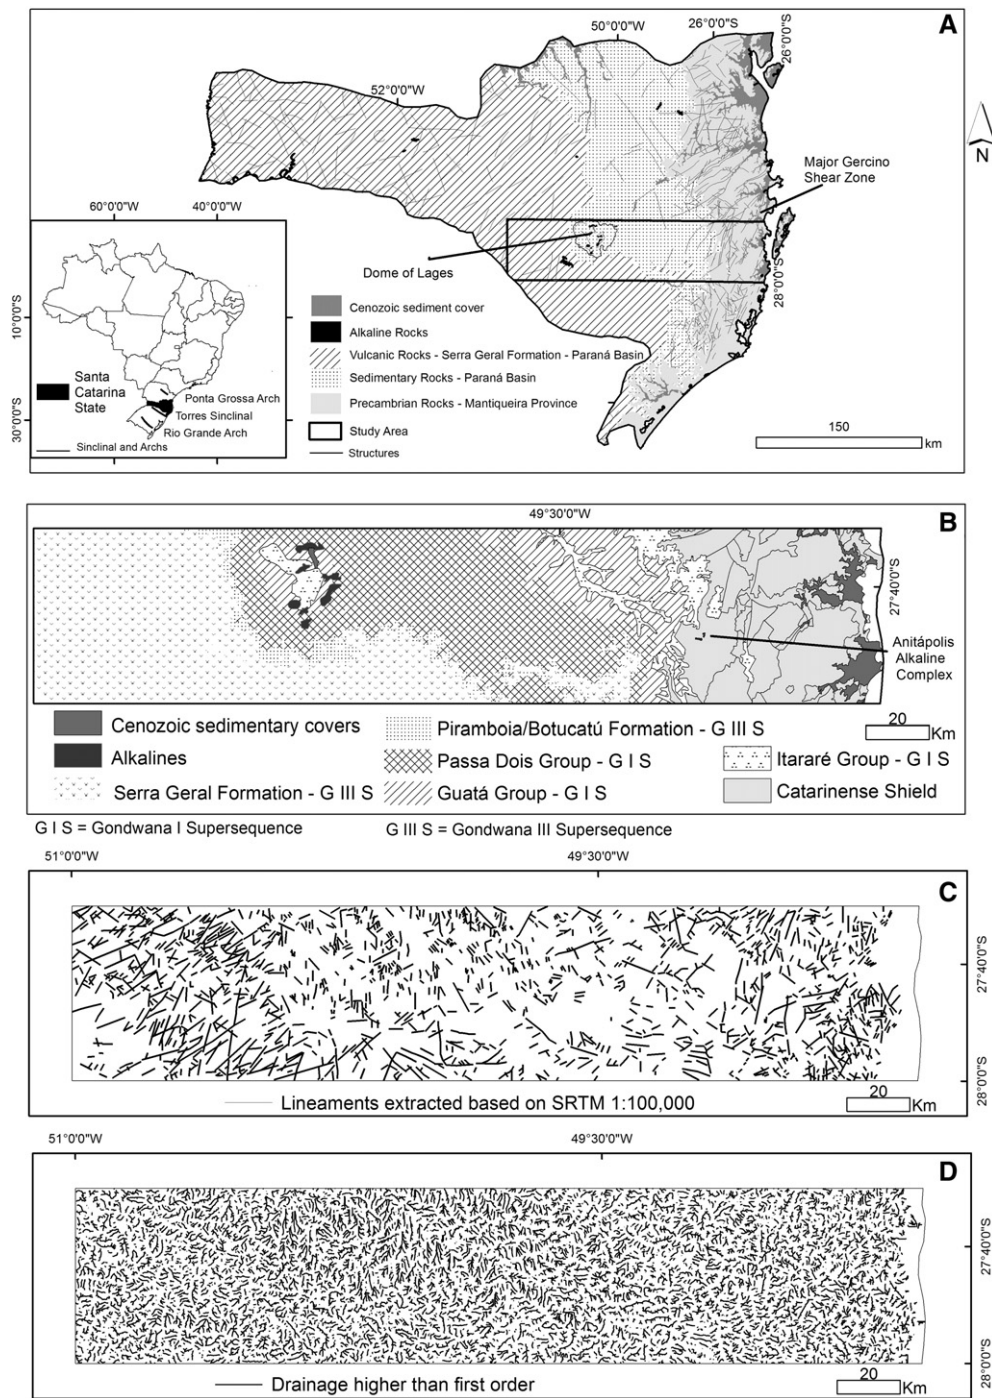 A
50°0'0"W
26°0'0"S
26°0'0"S
52°0'0"W
N
Major Gercino
Shear Zone
60°0'0"W
40°0'0"W
Dome of Lages
28°0'0"S
10°0'0"S
30°0'0"S
Santa
Catarina
State
Ponta Grossa Arch
Torres Sinclinal
Rio Grande Arch
Sinclinal and Archs
Cenozoic sediment cover
Alkaline Rocks
Vulcanic Rocks - Serra Geral Formation - Paraná Basin
Sedimentary Rocks - Paraná Basin
Precambrian Rocks - Mantiqueira Province
Study Area
Structures
150
km
49°30'0"W
B
27°40'0"S
Anitápolis
Alkaline
Complex
Cenozoic sedimentary covers
Alkalines
Serra Geral Formation - G III S
Piramboia/Botucatú Formation - G III S
Passa Dois Group - G I S
Guatá Group - G I S
20
Km
Itararé Group - G I S
Catarinense Shield
G I S = Gondwana I Supersequence
G III S = Gondwana III Supersequence
51°0'0"W
49°30'0"W
C
27°40'0"S
28°0'0"S
Lineaments extracted based on SRTM 1:100,000
20
Km
51°0'0"W
49°30'0"W
D
27°40'0"S
28°0'0"S
Drainage higher than first order
20
Km